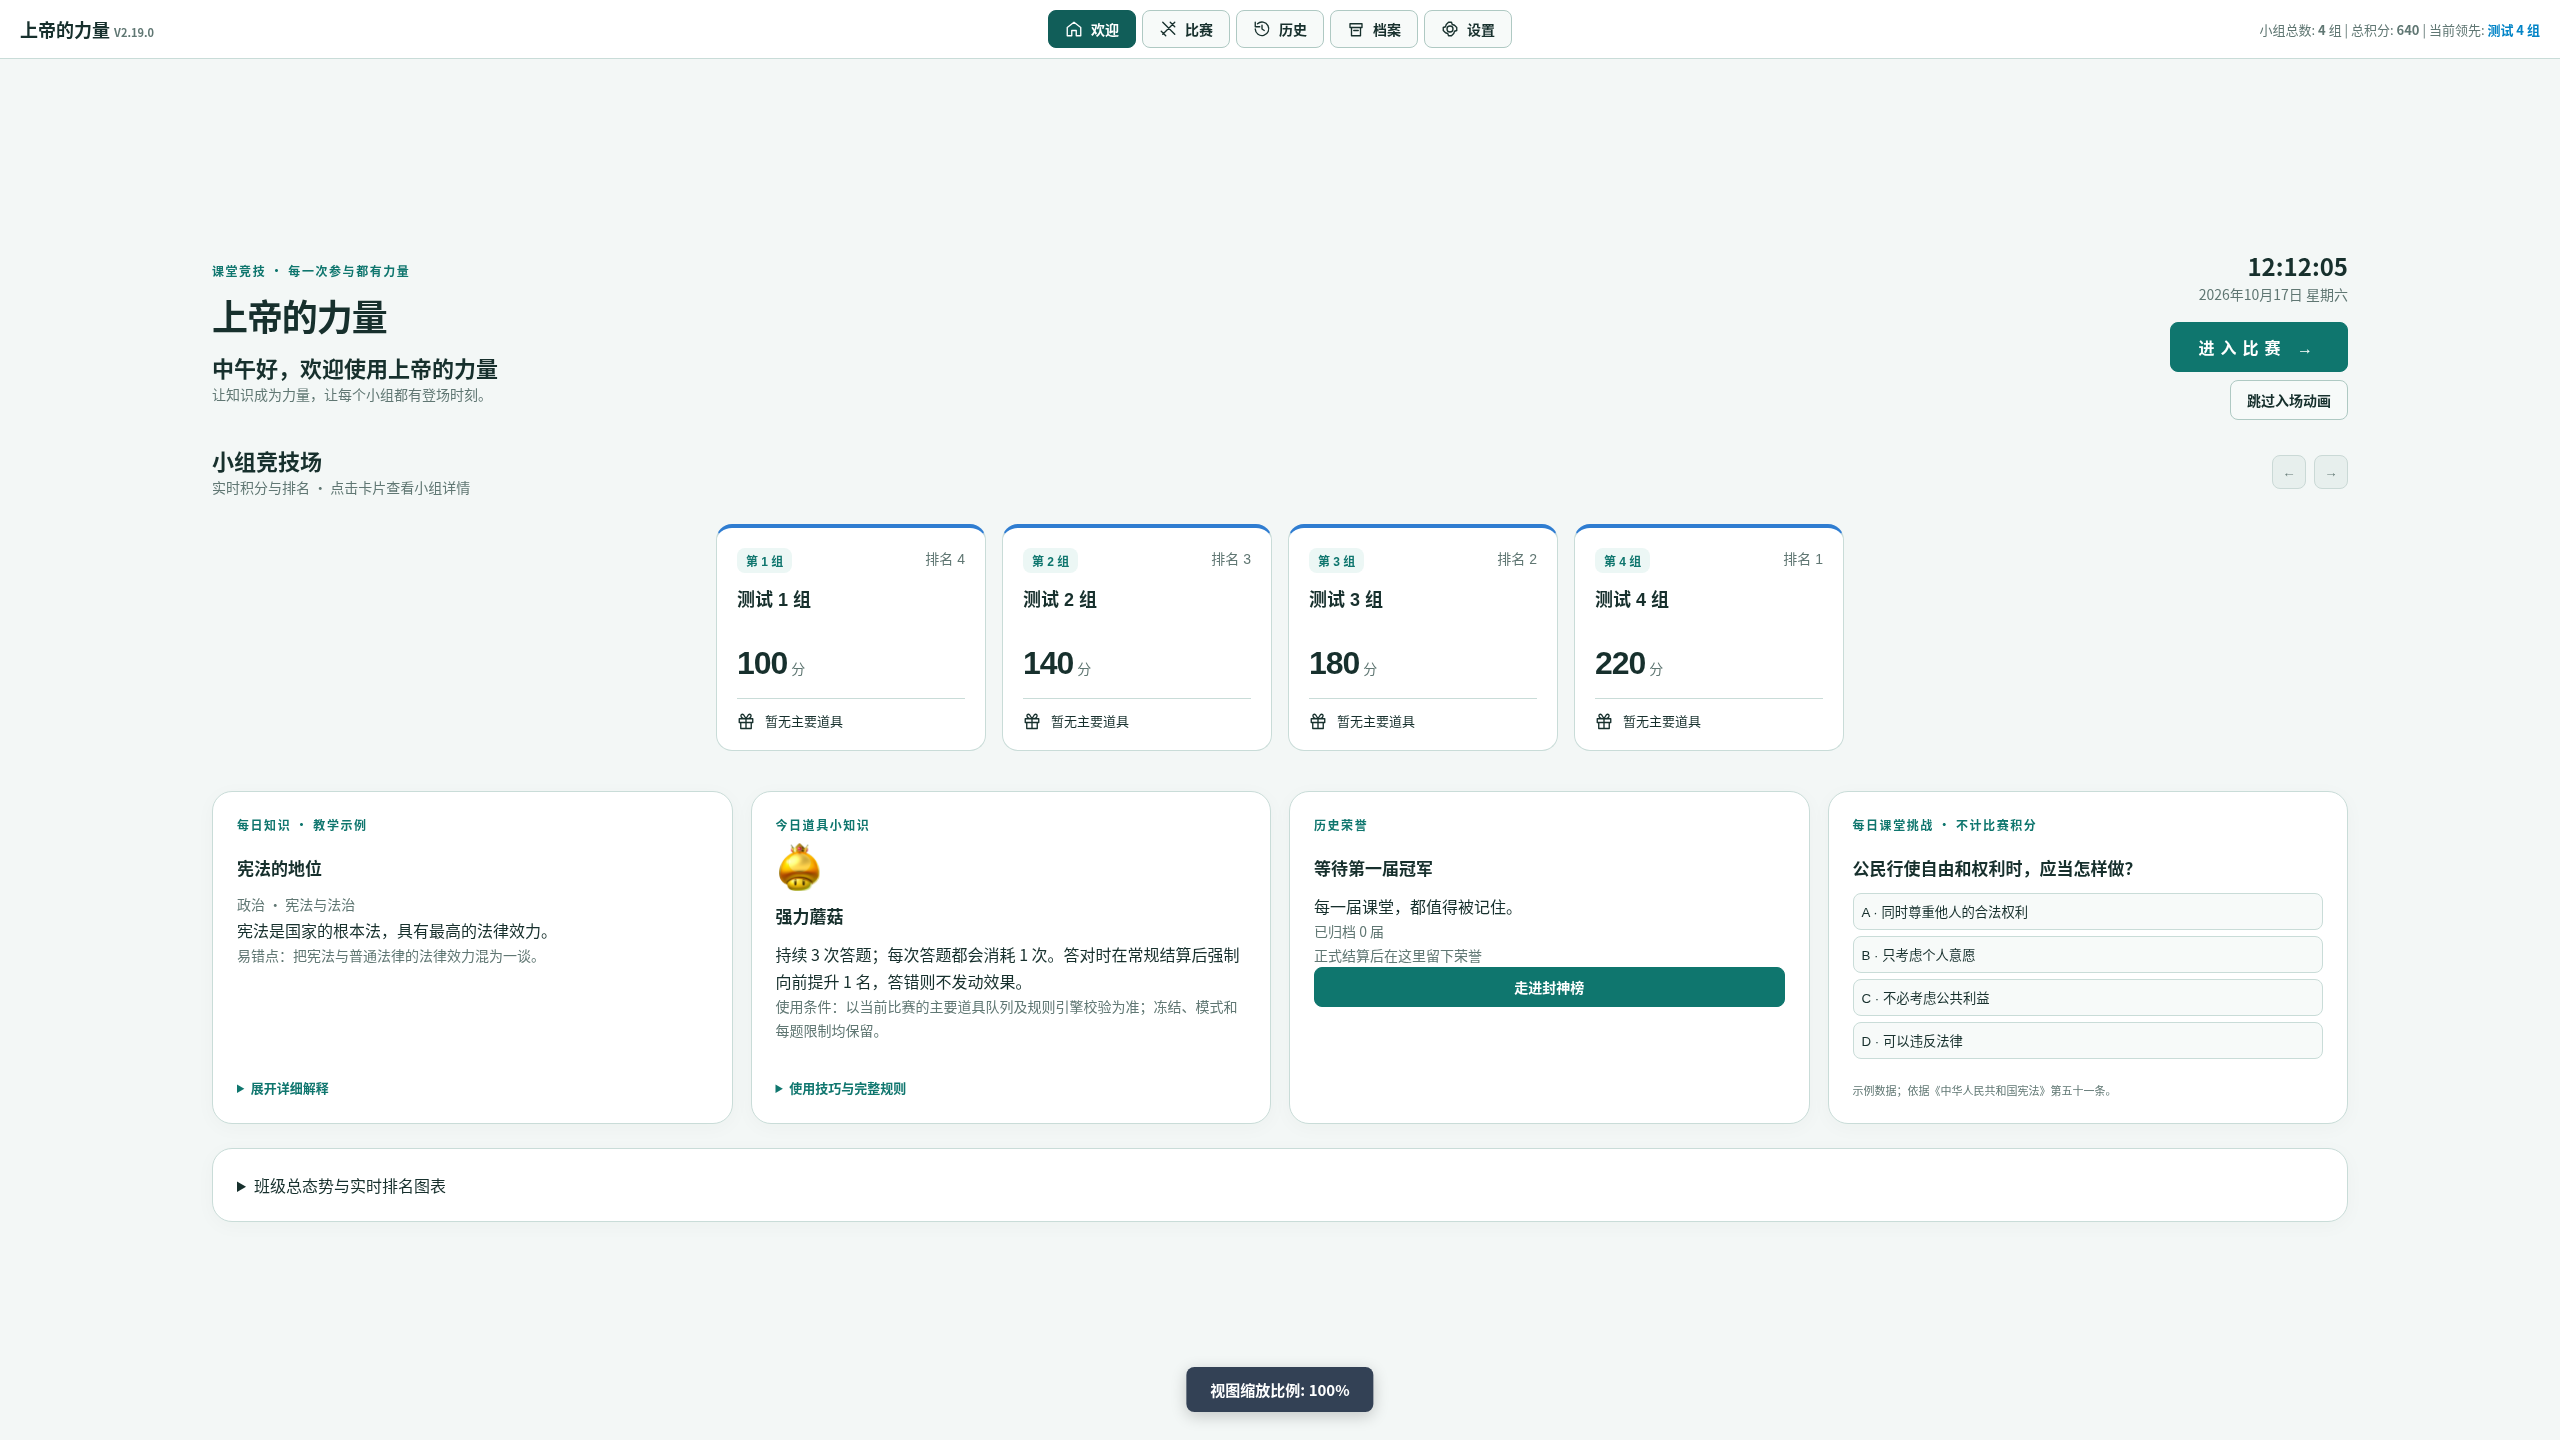 上帝的力量 V2.19.0
欢迎 比赛 历史 档案 设置
小组总数: 4 组 | 总积分: 640 | 当前领先: 测试 4 组
课堂竞技 · 每一次参与都有力量
上帝的力量
中午好，欢迎使用上帝的力量
让知识成为力量，让每个小组都有登场时刻。
12:12:05
2026年10月17日 星期六
进入比赛 →
跳过入场动画
小组竞技场
实时积分与排名 · 点击卡片查看小组详情
← →
第 1 组 排名 4
测试 1 组
100 分
暂无主要道具
第 2 组 排名 3
测试 2 组
140 分
暂无主要道具
第 3 组 排名 2
测试 3 组
180 分
暂无主要道具
第 4 组 排名 1
测试 4 组
220 分
暂无主要道具
每日知识 · 教学示例
宪法的地位
政治 · 宪法与法治
宪法是国家的根本法，具有最高的法律效力。
易错点：把宪法与普通法律的法律效力混为一谈。
▶ 展开详细解释
今日道具小知识
强力蘑菇
持续 3 次答题；每次答题都会消耗 1 次。答对时在常规结算后强制
向前提升 1 名，答错则不发动效果。
使用条件：以当前比赛的主要道具队列及规则引擎校验为准；冻结、模式和
每题限制均保留。
▶ 使用技巧与完整规则
历史荣誉
等待第一届冠军
每一届课堂，都值得被记住。
已归档 0 届
正式结算后在这里留下荣誉
走进封神榜
每日课堂挑战 · 不计比赛积分
公民行使自由和权利时，应当怎样做？
A · 同时尊重他人的合法权利
B · 只考虑个人意愿
C · 不必考虑公共利益
D · 可以违反法律
示例数据；依据《中华人民共和国宪法》第五十一条。
▶ 班级总态势与实时排名图表
视图缩放比例: 100%